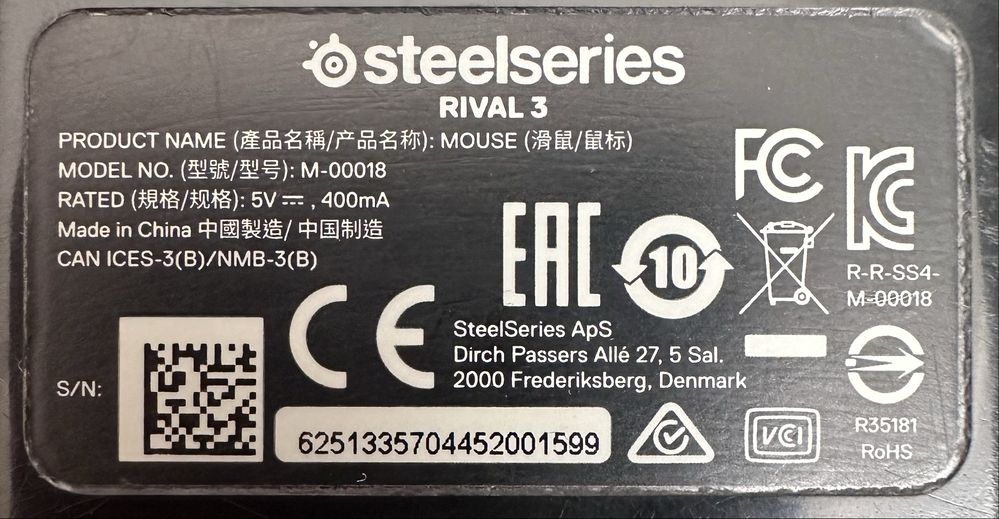 steelseries
RIVAL 3
PRODUCT NAME (產品名稱/产品名称): MOUSE (滑鼠/鼠标)
MODEL NO. (型號/型号): M-00018
RATED (規格/规格): 5V ⎓ , 400mA
Made in China 中國製造/ 中国制造
CAN ICES-3(B)/NMB-3(B)
FC
KC
EAC
10
R-R-SS4-
M-00018
CE
SteelSeries ApS
Dirch Passers Allé 27, 5 Sal.
2000 Frederiksberg, Denmark
S/N:
6251335704452001599
VCI
R35181
RoHS